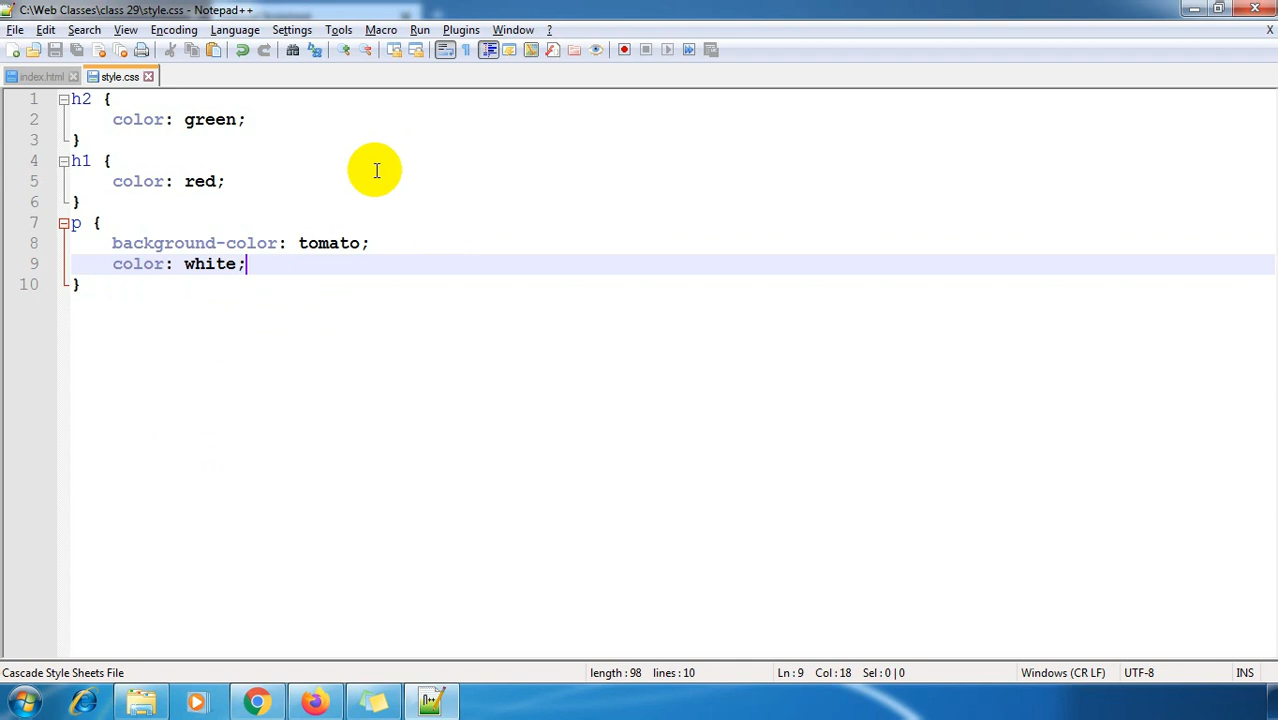 C:\Web Classes\class 29\style.css - Notepad++
File Edit Search View Encoding Language Settings Tools Macro Run Plugins Window ? X
index.html style.css
1 h2 {
2 color: green;
3 }
4 h1 {
5 color: red;
6 }
7 p {
8 background-color: tomato;
9 color: white;
10 }
Cascade Style Sheets File length : 98 lines : 10 Ln : 9 Col : 18 Sel : 0 | 0 Windows (CR LF) UTF-8 INS